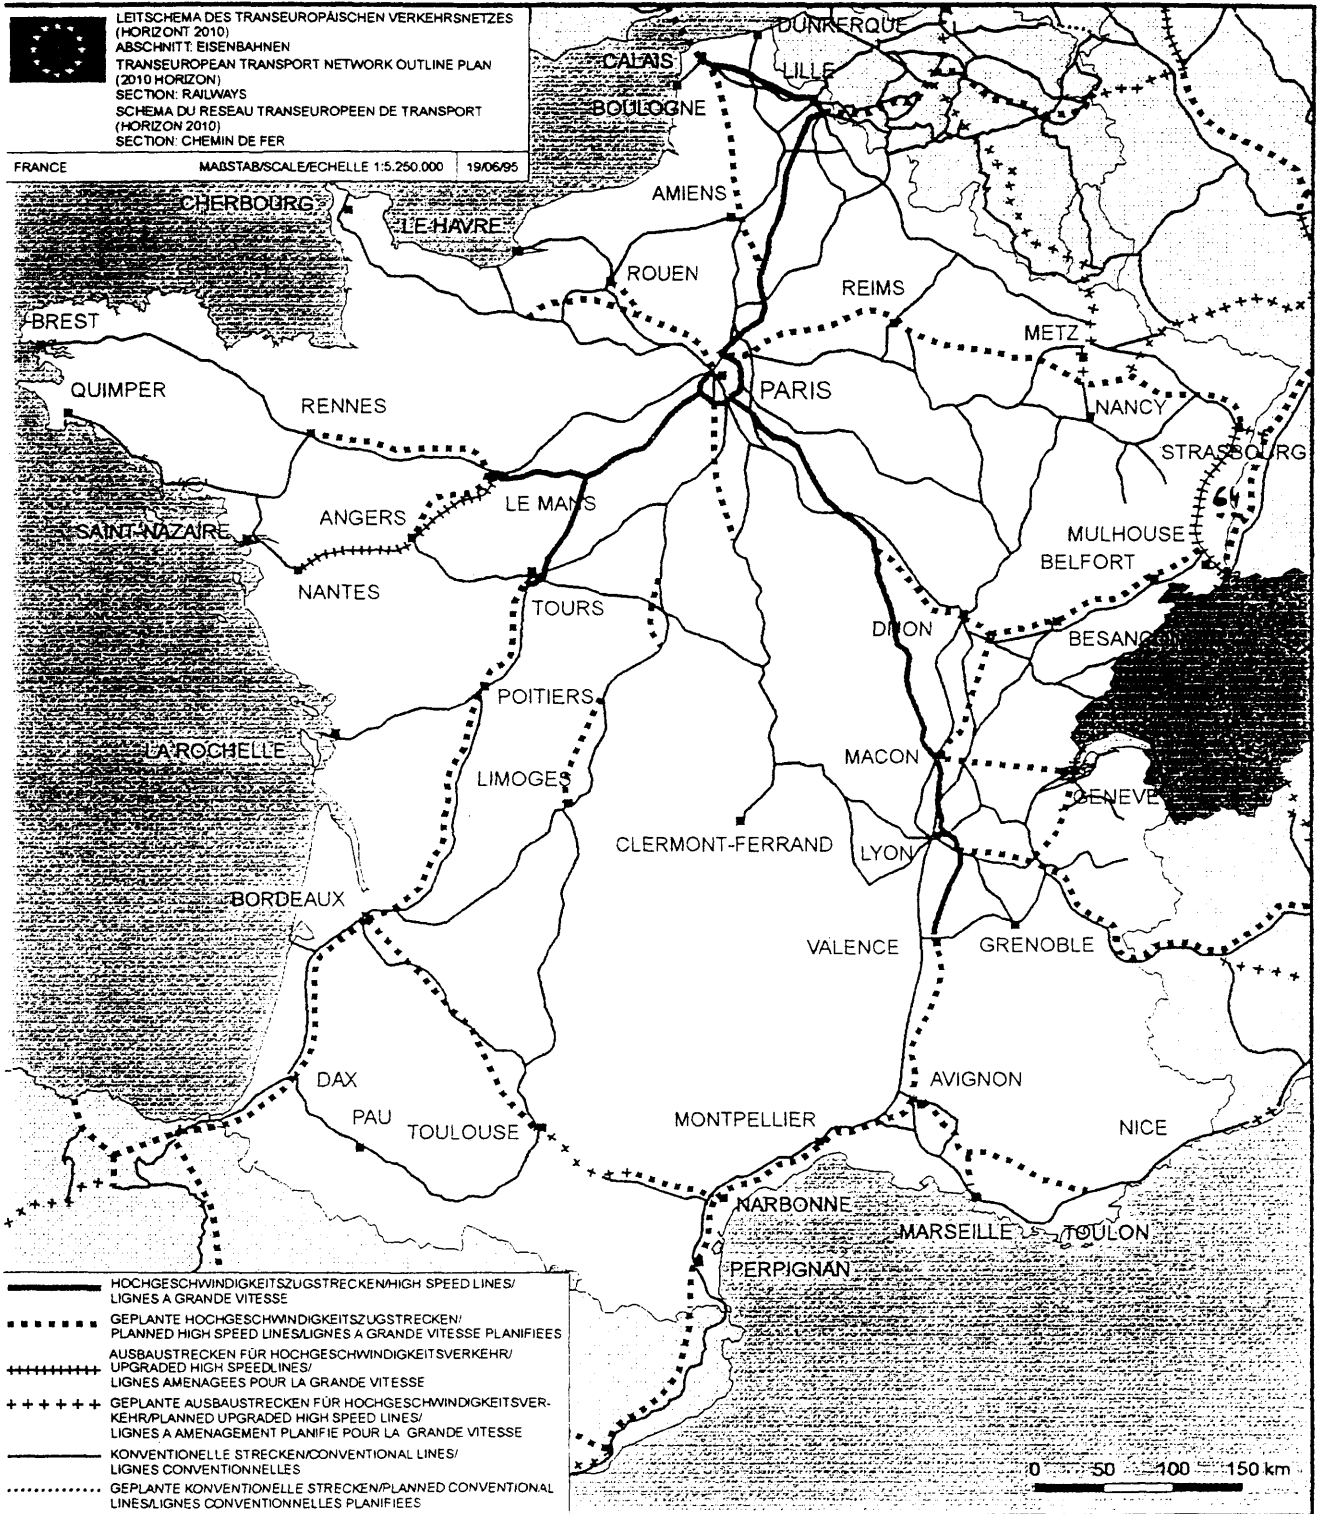 LEITSCHEMA DES TRANSEUROPÄISCHEN VERKEHRSNETZES
(HORIZONT 2010)
ABSCHNITT: EISENBAHNEN
TRANSEUROPEAN TRANSPORT NETWORK OUTLINE PLAN
(2010 HORIZON)
SECTION: RAILWAYS
SCHEMA DU RESEAU TRANSEUROPEEN DE TRANSPORT
(HORIZON 2010)
SECTION: CHEMIN DE FER
FRANCE MAßSTAB/SCALE/ECHELLE 1:5.250.000 19/06/95
DUNKERQUE
CALAIS
LILLE
BOULOGNE
AMIENS
CHERBOURG
LE HAVRE
ROUEN
REIMS
BREST
METZ
QUIMPER
PARIS
RENNES
NANCY
STRASBOURG
LE MANS
64
ANGERS
SAINT-NAZAIRE
MULHOUSE
BELFORT
NANTES
TOURS
DIJON
BESANC
POITIERS
LA ROCHELLE
MACON
LIMOGES
GENEVE
CLERMONT-FERRAND
LYON
BORDEAUX
VALENCE
GRENOBLE
DAX
AVIGNON
PAU
TOULOUSE
MONTPELLIER
NICE
NARBONNE
MARSEILLE
TOULON
PERPIGNAN
HOCHGESCHWINDIGKEITSZUGSTRECKEN/HIGH SPEED LINES/
LIGNES A GRANDE VITESSE
GEPLANTE HOCHGESCHWINDIGKEITSZUGSTRECKEN/
PLANNED HIGH SPEED LINES/LIGNES A GRANDE VITESSE PLANIFIEES
AUSBAUSTRECKEN FÜR HOCHGESCHWINDIGKEITSVERKEHR/
UPGRADED HIGH SPEEDLINES/
LIGNES AMENAGEES POUR LA GRANDE VITESSE
GEPLANTE AUSBAUSTRECKEN FÜR HOCHGESCHWINDIGKEITSVER-
KEHR/PLANNED UPGRADED HIGH SPEED LINES/
LIGNES A AMENAGEMENT PLANIFIE POUR LA GRANDE VITESSE
KONVENTIONELLE STRECKEN/CONVENTIONAL LINES/
LIGNES CONVENTIONNELLES
GEPLANTE KONVENTIONELLE STRECKEN/PLANNED CONVENTIONAL
LINES/LIGNES CONVENTIONNELLES PLANIFIEES
0 50 100 150 km